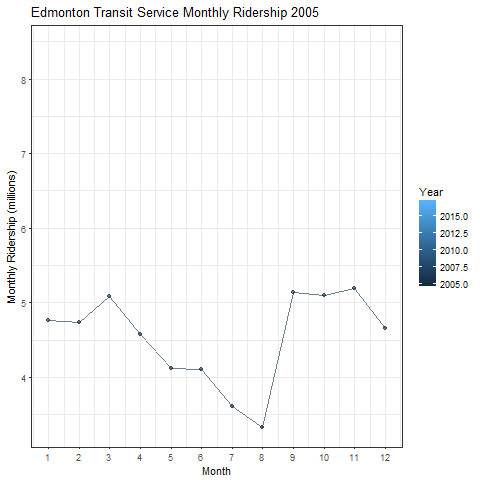 Edmonton Transit Service Monthly Ridership 2005
Monthly Ridership (millions)
8
7
6
5
4
1 2 3 4 5 6 7 8 9 10 11 12
Month
Year
2015.0
2012.5
2010.0
2007.5
2005.0